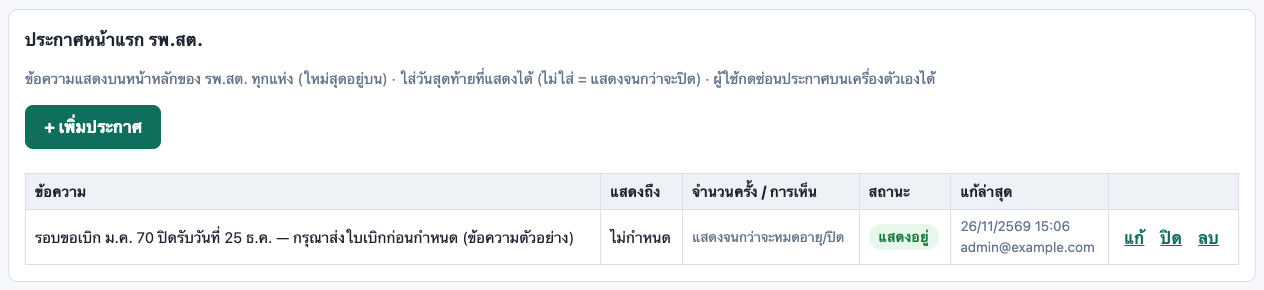 ประกาศหน้าแรก รพ.สต.
ข้อความแสดงบนหน้าหลักของ รพ.สต. ทุกแห่ง (ใหม่สุดอยู่บน) · ใส่วันสุดท้ายที่แสดงได้ (ไม่ใส่ = แสดงจนกว่าจะปิด) · ผู้ใช้กดซ่อนประกาศบนเครื่องตัวเองได้
+ เพิ่มประกาศ
ข้อความ แสดงถึง จำนวนครั้ง / การเห็น สถานะ แก้ล่าสุด
รอบขอเบิก ม.ค. 70 ปิดรับวันที่ 25 ธ.ค. — กรุณาส่งใบเบิกก่อนกำหนด (ข้อความตัวอย่าง) ไม่กำหนด แสดงจนกว่าจะหมดอายุ/ปิด แสดงอยู่ 26/11/2569 15:06
admin@example.com
แก้ ปิด ลบ